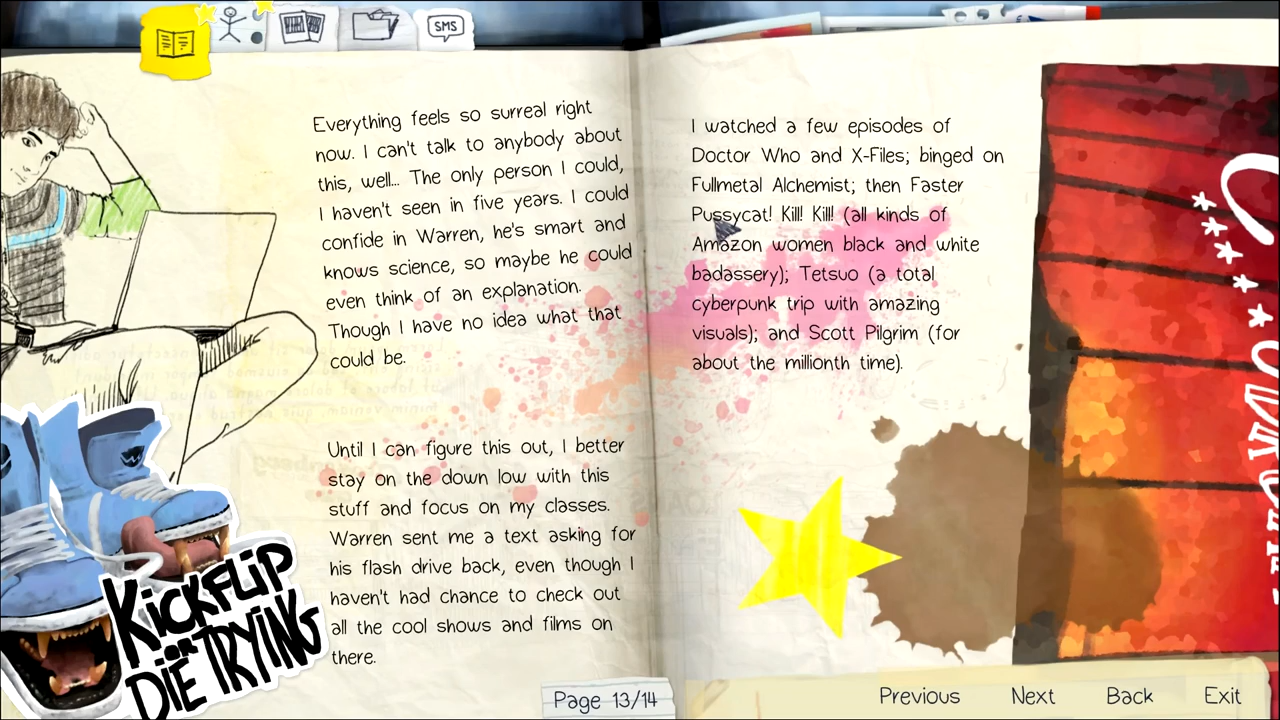 SMS
Everything feels so surreal right
now. I can't talk to anybody about
this, well... The only person I could,
I haven't seen in five years. I could
confide in Warren, he's smart and
knows science, so maybe he could
even think of an explanation.
Though I have no idea what that
could be.
Until I can figure this out, I better
stay on the down low with this
stuff and focus on my classes.
Warren sent me a text asking for
his flash drive back, even though I
haven't had chance to check out
all the cool shows and films on
there.
KICKFLIP
OR
DIE TRYING
I watched a few episodes of
Doctor Who and X-Files; binged on
Fullmetal Alchemist; then Faster
Pussycat! Kill! Kill! (all kinds of
Amazon women black and white
badassery); Tetsuo (a total
cyberpunk trip with amazing
visuals); and Scott Pilgrim (for
about the millionth time).
Page 13/14
Previous Next Back Exit